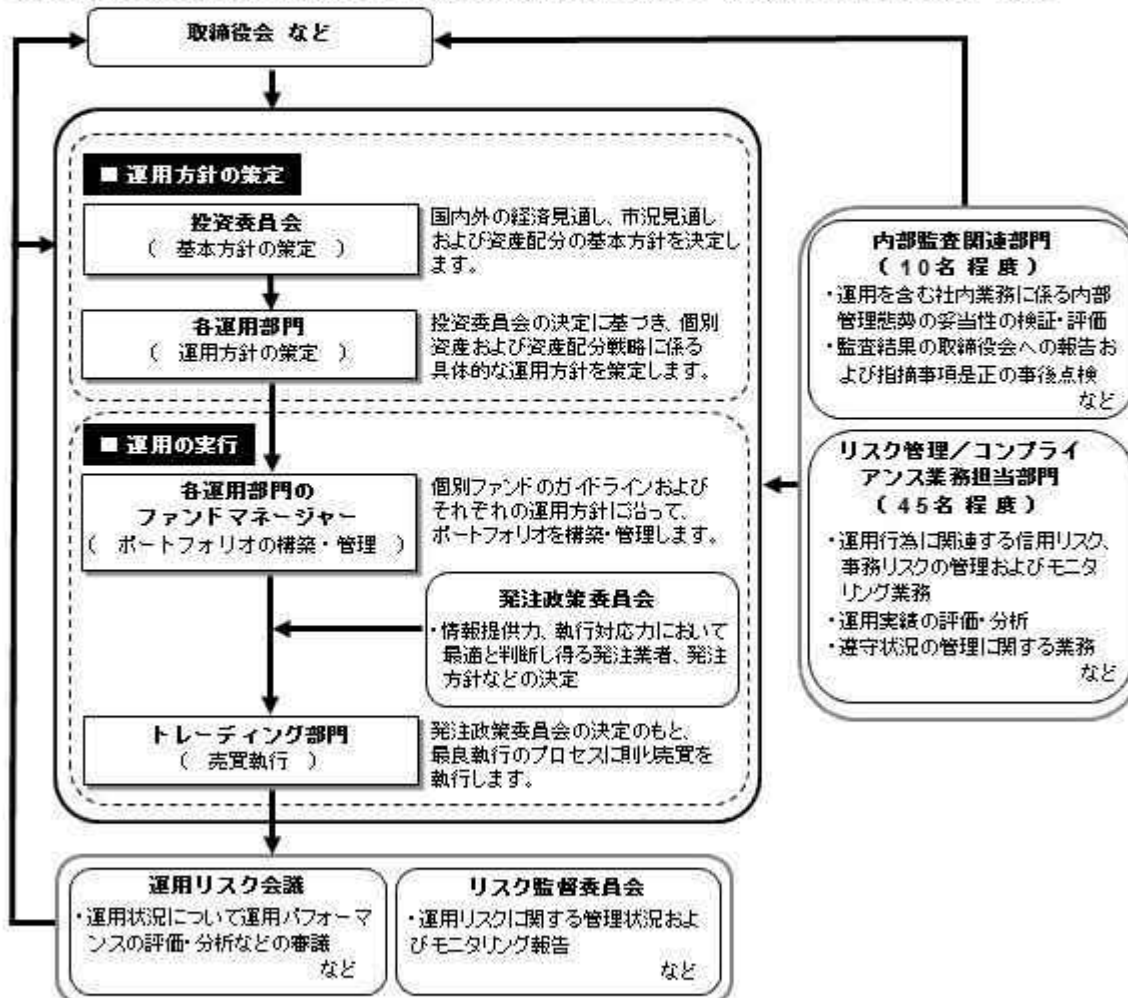 取締役会 など
■ 運用方針の策定
投資委員会
( 基本方針の策定 )
国内外の経済見通し、市況見通し
および資産配分の基本方針を決定し
ます。
各運用部門
( 運用方針の策定 )
投資委員会の決定に基づき、個別
資産および資産配分戦略に係る
具体的な運用方針を策定します。
■ 運用の実行
各運用部門の
ファンドマネージャー
( ポートフォリオの構築・管理 )
個別ファンドのガイドラインおよび
それぞれの運用方針に沿って、
ポートフォリオを構築・管理します。
発注政策委員会
・情報提供力、執行対応力において
最適と判断し得る発注業者、発注
方針などの決定
トレーディング部門
( 売買執行 )
発注政策委員会の決定のもと、
最良執行のプロセスに則り売買を
執行します。
内部監査関連部門
( 10名 程度 )
・運用を含む社内業務に係る内部
管理態勢の妥当性の検証・評価
・監査結果の取締役会への報告お
よび指摘事項是正の事後点検
など
リスク管理/コンプライ
アンス業務担当部門
( 45名 程度 )
・運用行為に関連する信用リスク、
事務リスクの管理およびモニタ
リング業務
・運用実績の評価・分析
・遵守状況の管理に関する業務
など
運用リスク会議
・運用状況について運用パフォーマ
ンスの評価・分析などの審議
など
リスク監督委員会
・運用リスクに関する管理状況およ
びモニタリング報告
など